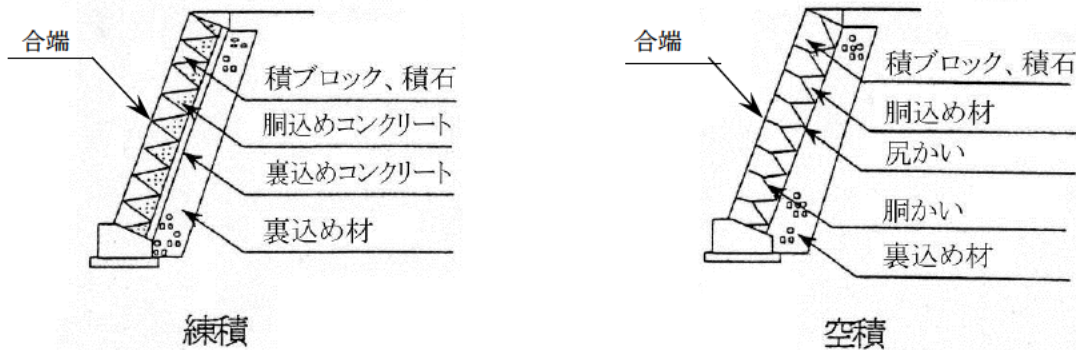 合端
積ブロック、積石
胴込めコンクリート
裏込めコンクリート
裏込め材
練積
合端
積ブロック、積石
胴込め材
尻かい
胴かい
裏込め材
空積